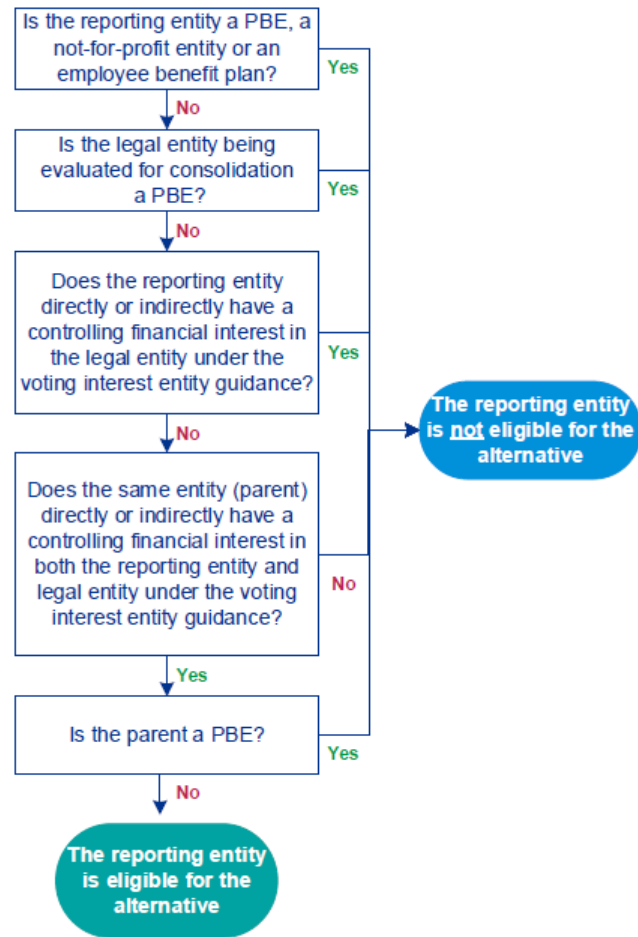 Is the reporting entity a PBE, a
not-for-profit entity or an
employee benefit plan?
Yes
No
Is the legal entity being
evaluated for consolidation
a PBE?
Yes
No
Does the reporting entity
directly or indirectly have a
controlling financial interest in
the legal entity under the
voting interest entity guidance?
Yes
No
The reporting entity
is not eligible for the
alternative
Does the same entity (parent)
directly or indirectly have a
controlling financial interest in
both the reporting entity and
legal entity under the voting
interest entity guidance?
No
Yes
Is the parent a PBE?
Yes
No
The reporting entity
is eligible for the
alternative